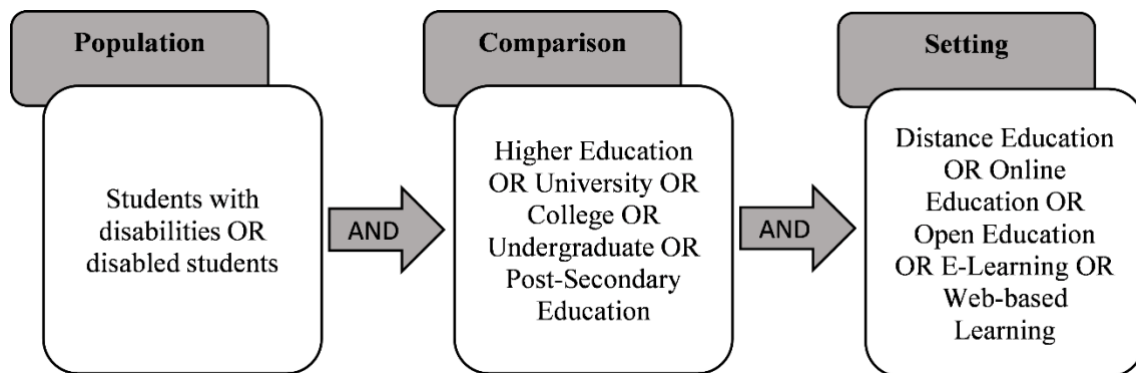 Population
Students with
disabilities OR
disabled students
AND
Comparison
Higher Education
OR University OR
College OR
Undergraduate OR
Post-Secondary
Education
AND
Setting
Distance Education
OR Online
Education OR
Open Education
OR E-Learning OR
Web-based
Learning